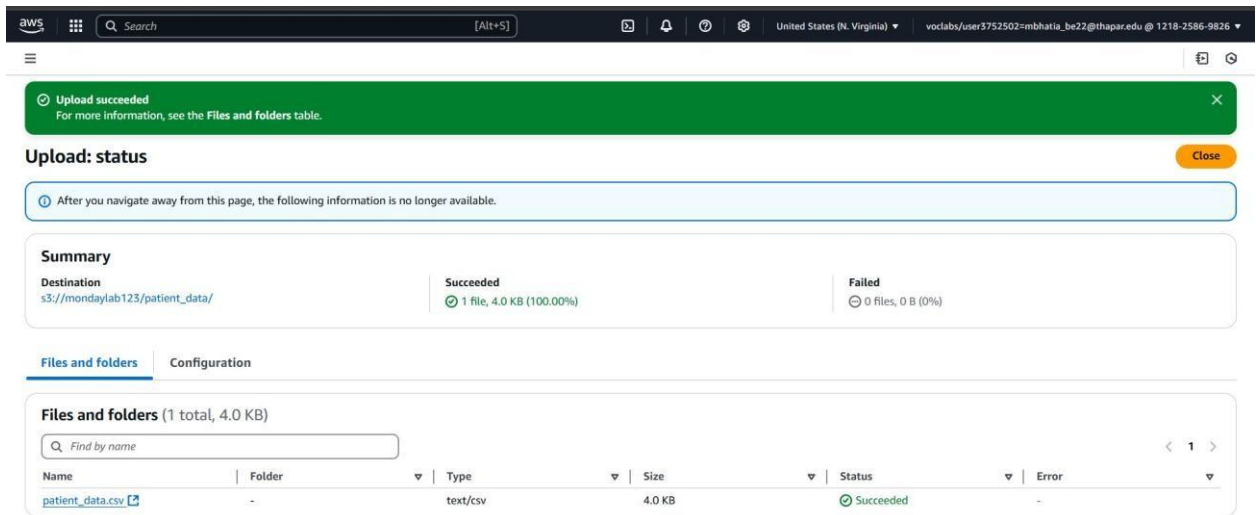 aws Search [Alt+S] United States (N. Virginia) voclabs/user3752502=mbhatia_be22@thapar.edu @ 1218-2586-9826
Upload succeeded
For more information, see the Files and folders table.
Upload: status Close
After you navigate away from this page, the following information is no longer available.
Summary
Destination Succeeded Failed
s3://mondaylab123/patient_data/ 1 file, 4.0 KB (100.00%) 0 files, 0 B (0%)
Files and folders Configuration
Files and folders (1 total, 4.0 KB)
Find by name 1
Name Folder Type Size Status Error
patient_data.csv - text/csv 4.0 KB Succeeded -